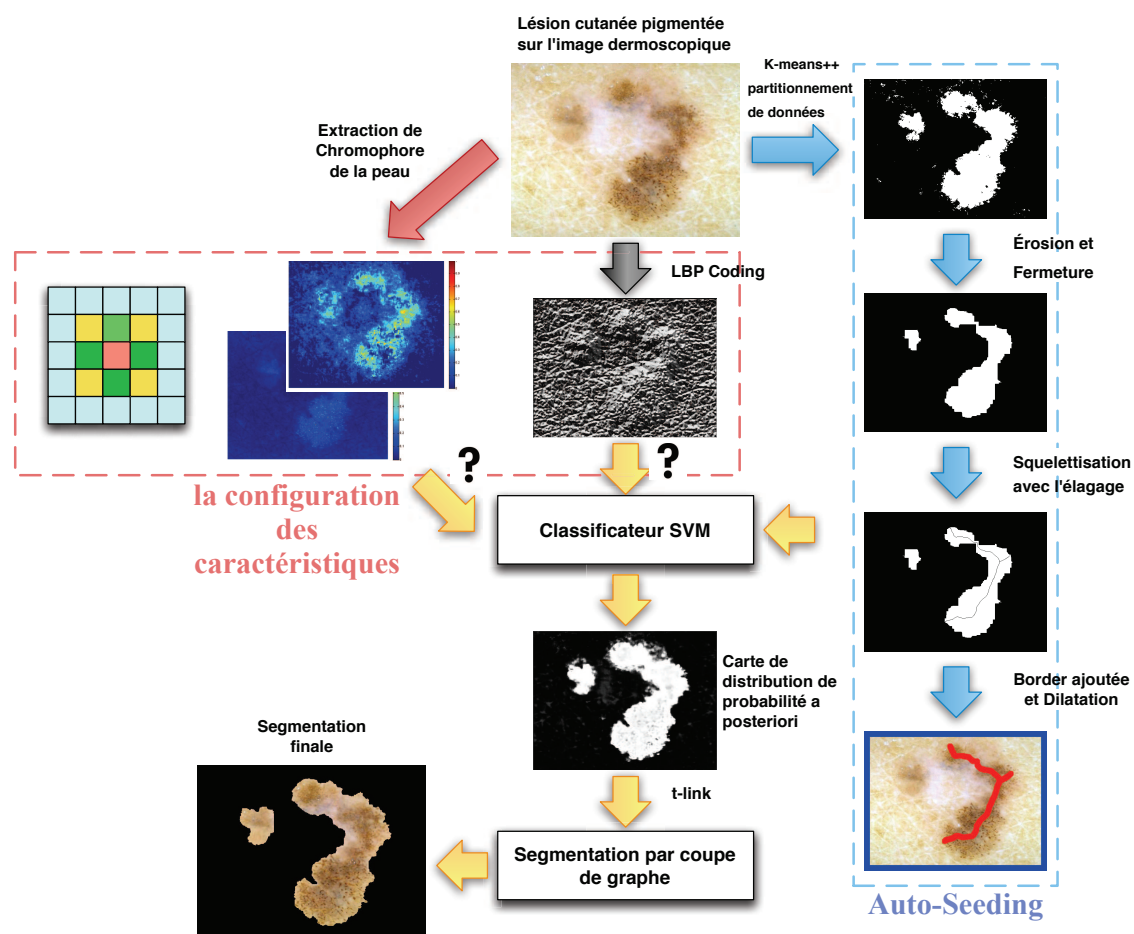 Lésion cutanée pigmentée
sur l'image dermoscopique
K-means++
partitionnement
de données
Extraction de
Chromophore
de la peau
LBP Coding
Érosion et
Fermeture
?
?
la configuration
des
caractéristiques
Classificateur SVM
Squelettisation
avec l'élagage
Carte de
distribution de
probabilité a
posteriori
Border ajoutée
et Dilatation
Segmentation
finale
t-link
Segmentation par coupe
de graphe
Auto-Seeding